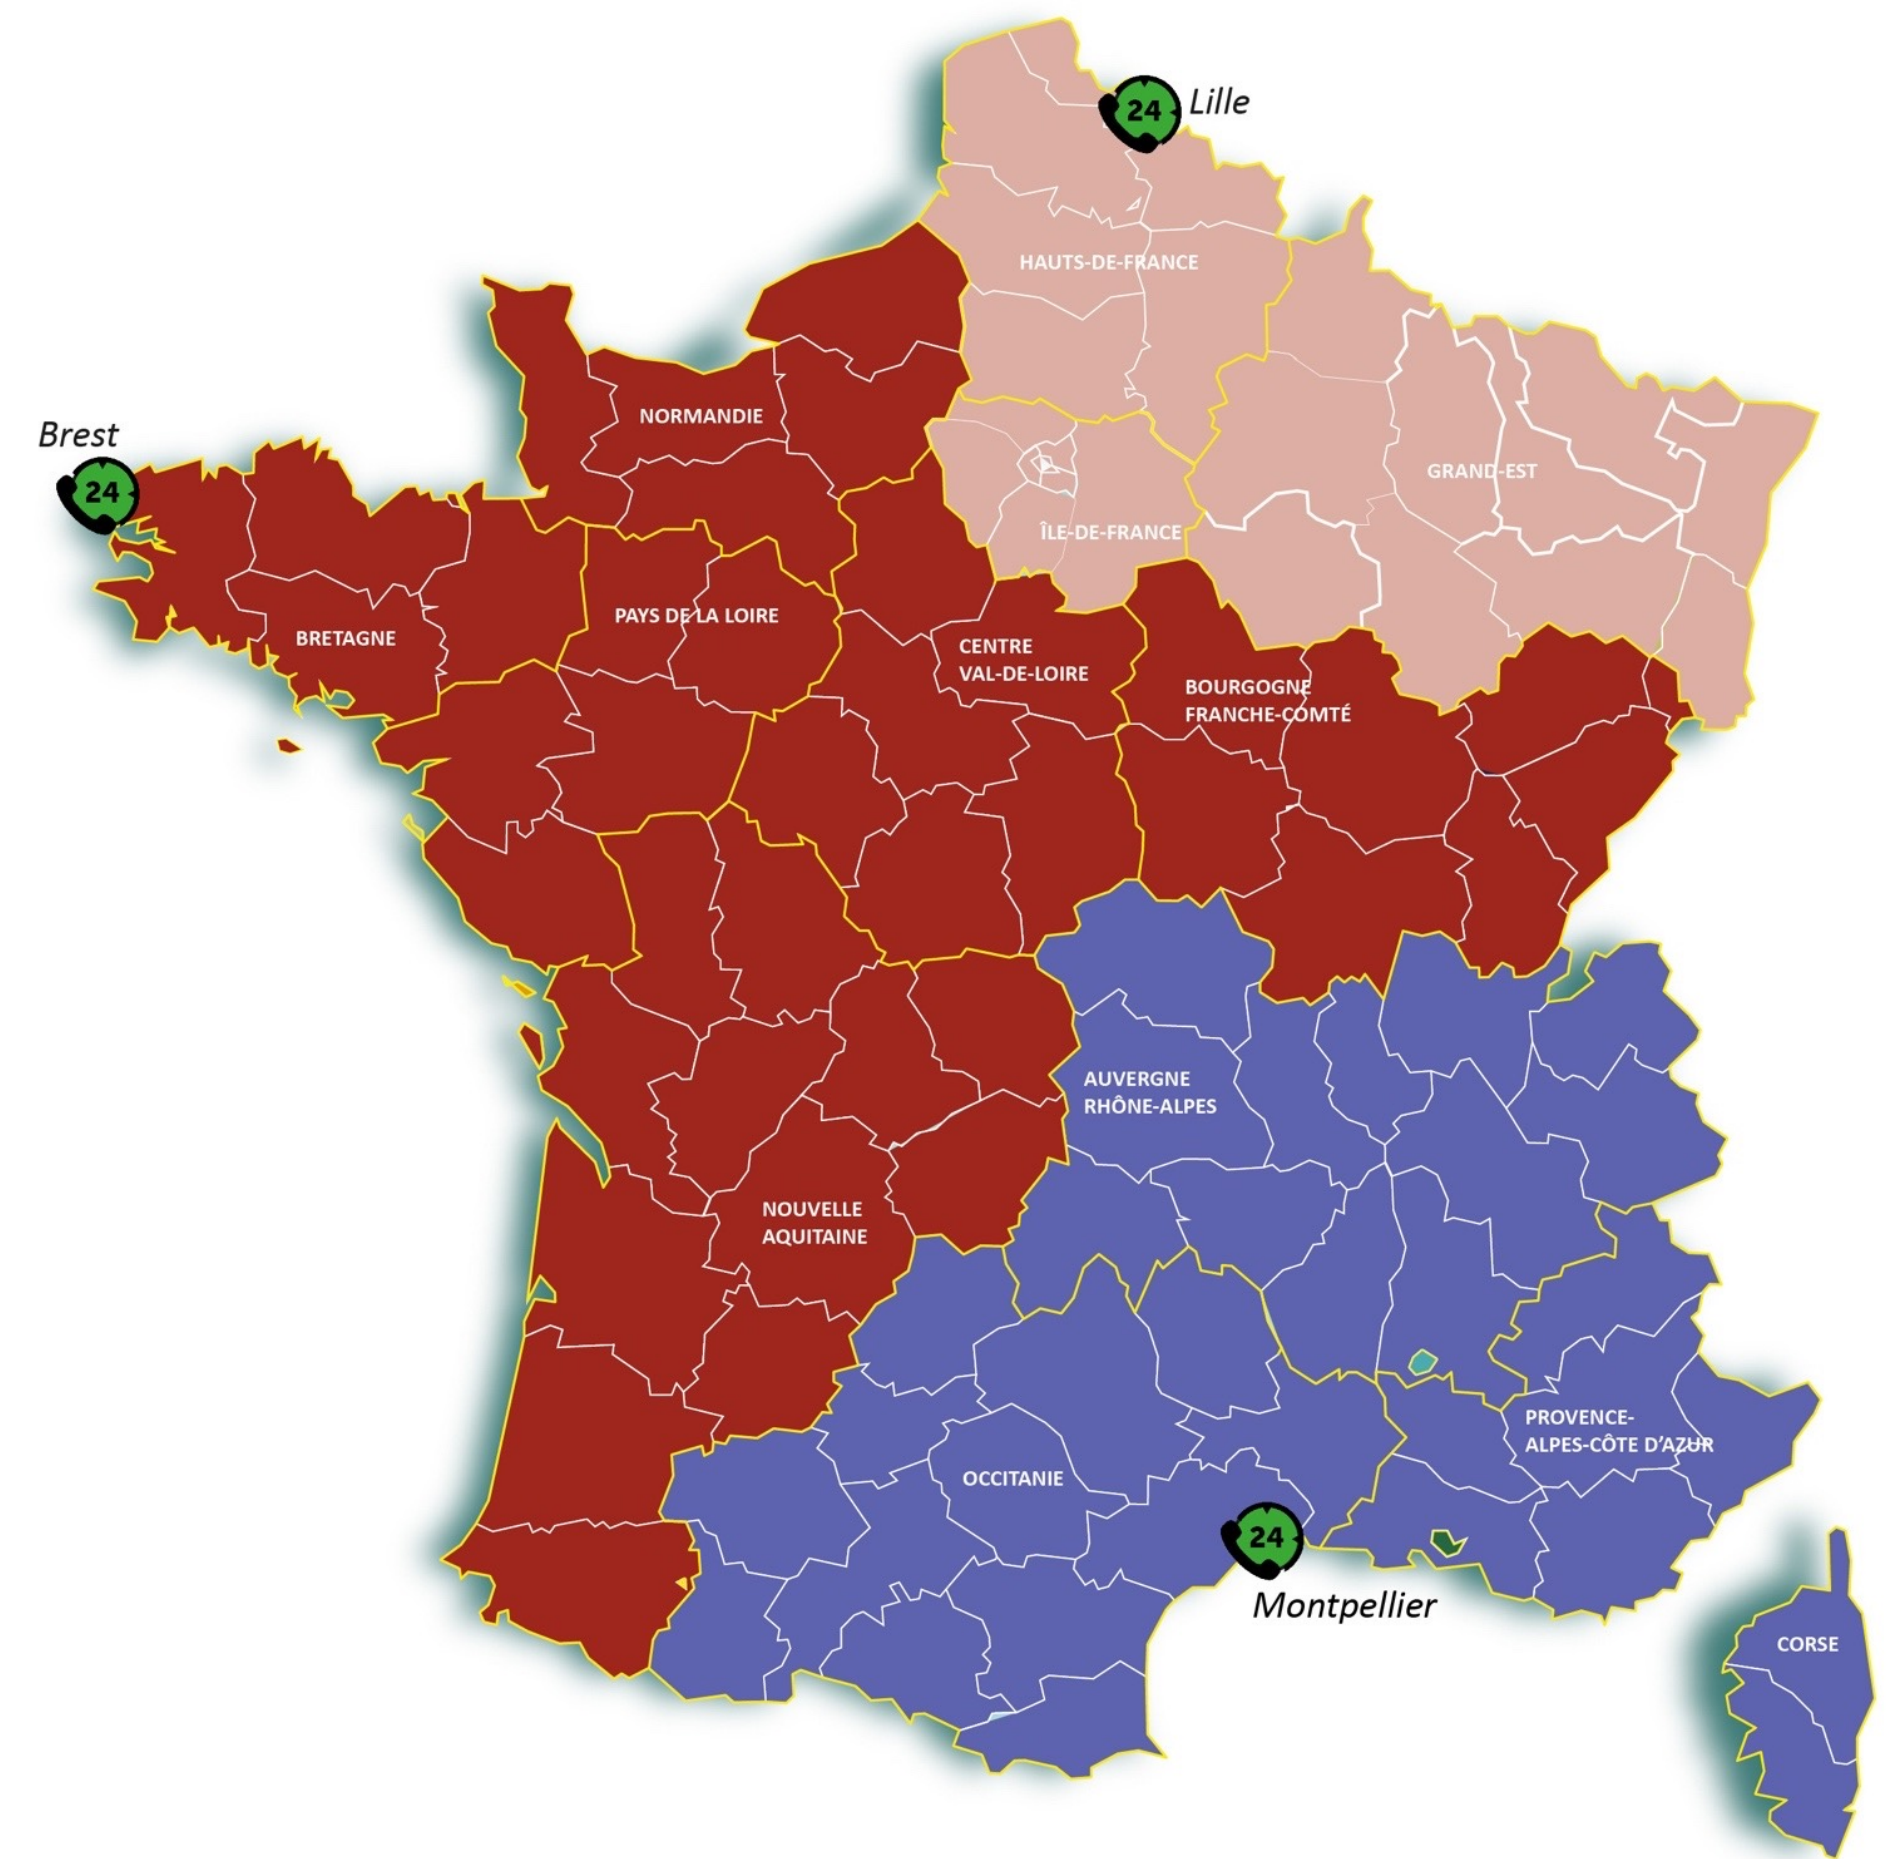 24
Lille
HAUTS-DE-FRANCE
NORMANDIE
Brest
24
GRAND-EST
ÎLE-DE-FRANCE
PAYS DE LA LOIRE
BRETAGNE
CENTRE
VAL-DE-LOIRE
BOURGOGNE
FRANCHE-COMTÉ
AUVERGNE
RHÔNE-ALPES
NOUVELLE
AQUITAINE
PROVENCE-
ALPES-CÔTE D'AZUR
OCCITANIE
24
Montpellier
CORSE